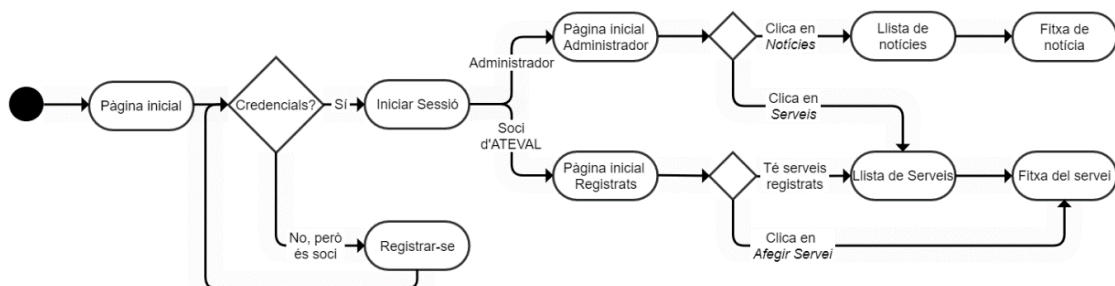 Pàgina inicial
Credencials?
Sí
Iniciar Sessió
Administrador
Soci
d'ATEVAL
Pàgina inicial
Administrador
Clica en
Notícies
Llista de
notícies
Fitxa de
notícia
Clica en
Serveis
Pàgina inicial
Registrats
Té serveis
registrats
Llista de Serveis
Fitxa del servei
Clica en
Afegir Servei
No, però
és soci
Registrar-se